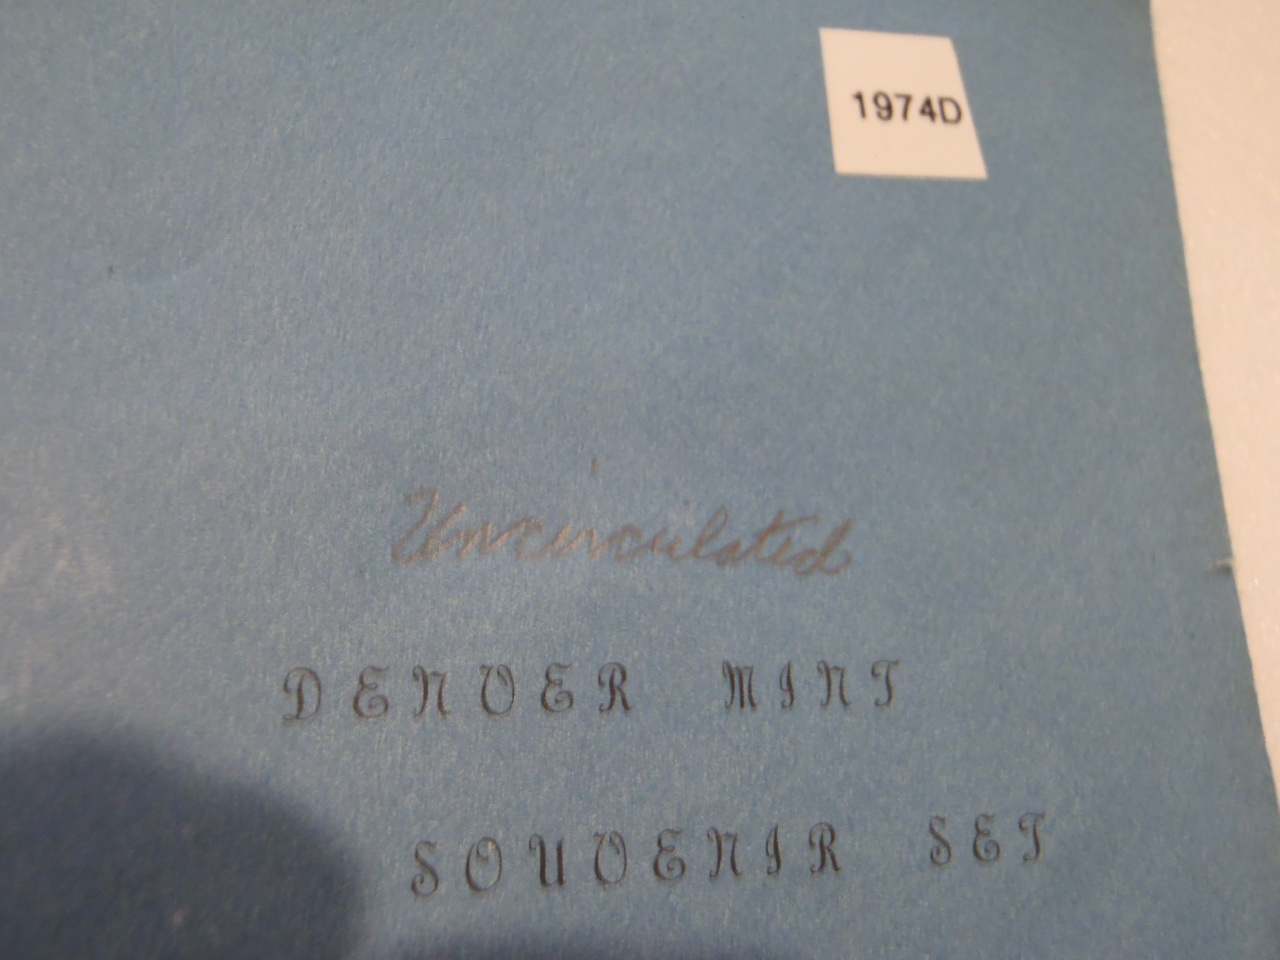 1974D
Uncirculated
DENVER MINT
SOUVENIR SET